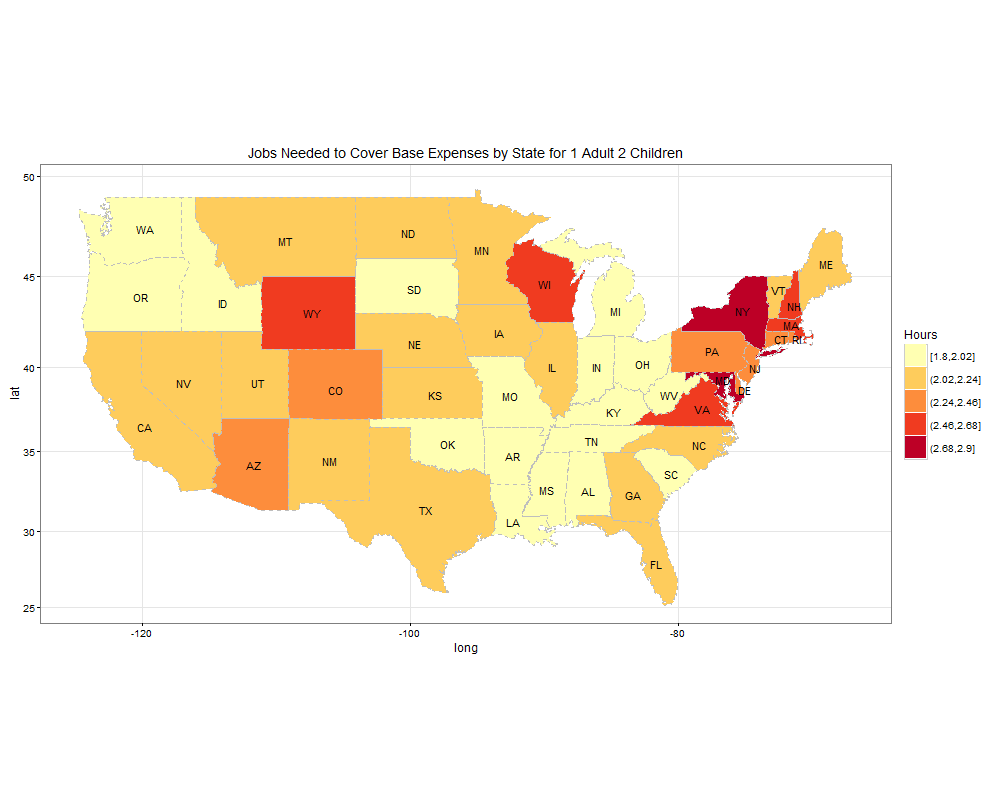 Jobs Needed to Cover Base Expenses by State for 1 Adult 2 Children
50
45
40
35
30
25
lat
WA
MT
ND
MN
ME
OR
ID
SD
WI
MI
VT
NH
WY
NY
MA
IA
NE
CT RI
NV
UT
CO
KS
IL
IN
OH
PA
NJ
MD
DE
CA
MO
WV
KY
VA
AZ
NM
OK
AR
TN
NC
SC
TX
LA
MS
AL
GA
FL
-120
-100
-80
long
Hours
[1.8,2.02]
(2.02,2.24]
(2.24,2.46]
(2.46,2.68]
(2.68,2.9]